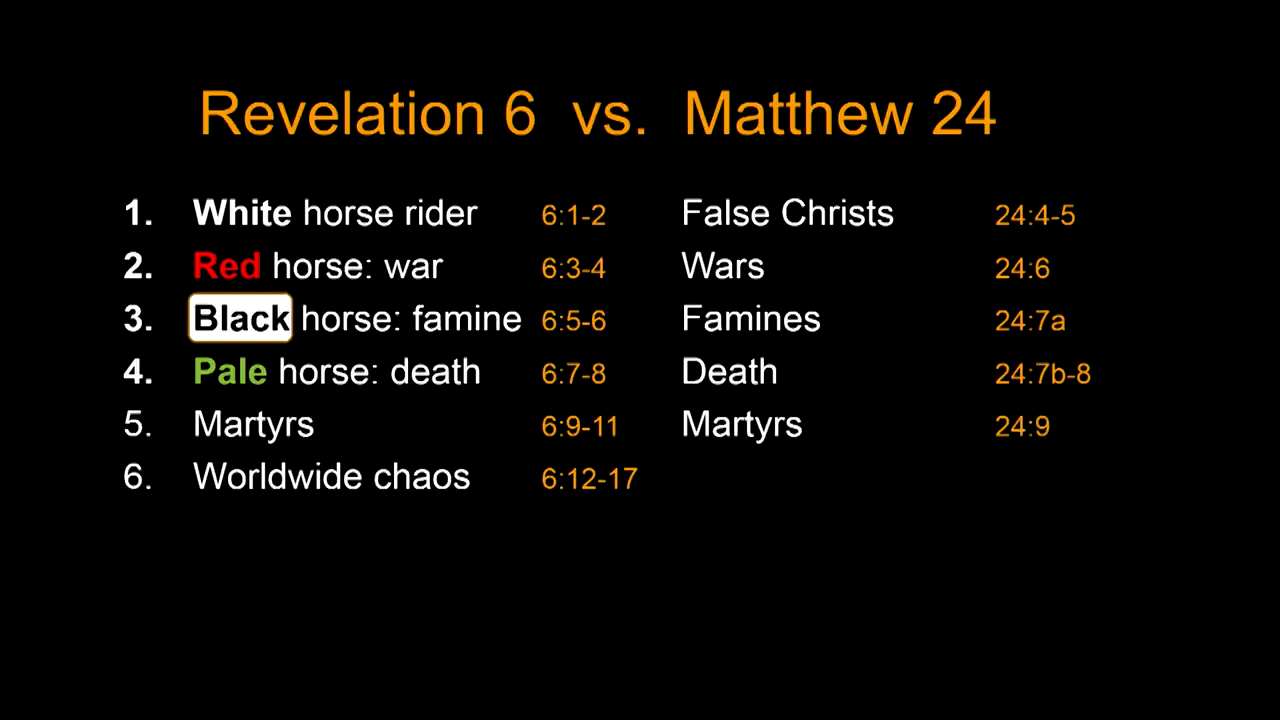 Revelation 6 vs. Matthew 24
1. White horse rider 6:1-2 False Christs 24:4-5
2. Red horse: war 6:3-4 Wars 24:6
3. Black horse: famine 6:5-6 Famines 24:7a
4. Pale horse: death 6:7-8 Death 24:7b-8
5. Martyrs 6:9-11 Martyrs 24:9
6. Worldwide chaos 6:12-17